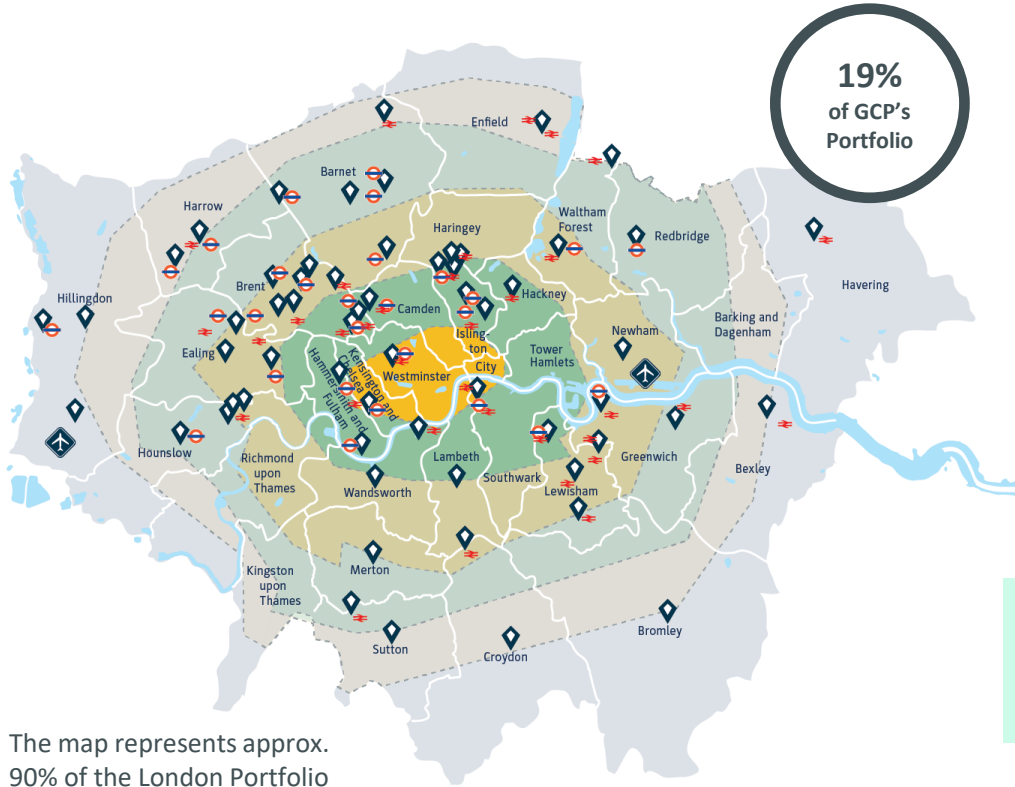 19%
of GCP's
Portfolio
Enfield
Barnet
Harrow
Haringey
Waltham
Forest
Redbridge
Havering
Hillingdon
Brent
Camden
Hackney
Barking and
Dagenham
Newham
Isling-
ton
Ealing
Tower
Hamlets
City
Westminster
Kensington and
Chelsea
Hammersmith and
Fulham
Hounslow
Richmond
upon
Thames
Lambeth
Southwark
Greenwich
Bexley
Wandsworth
Lewisham
Merton
Kingston
upon
Thames
Sutton
Croydon
Bromley
The map represents approx.
90% of the London Portfolio